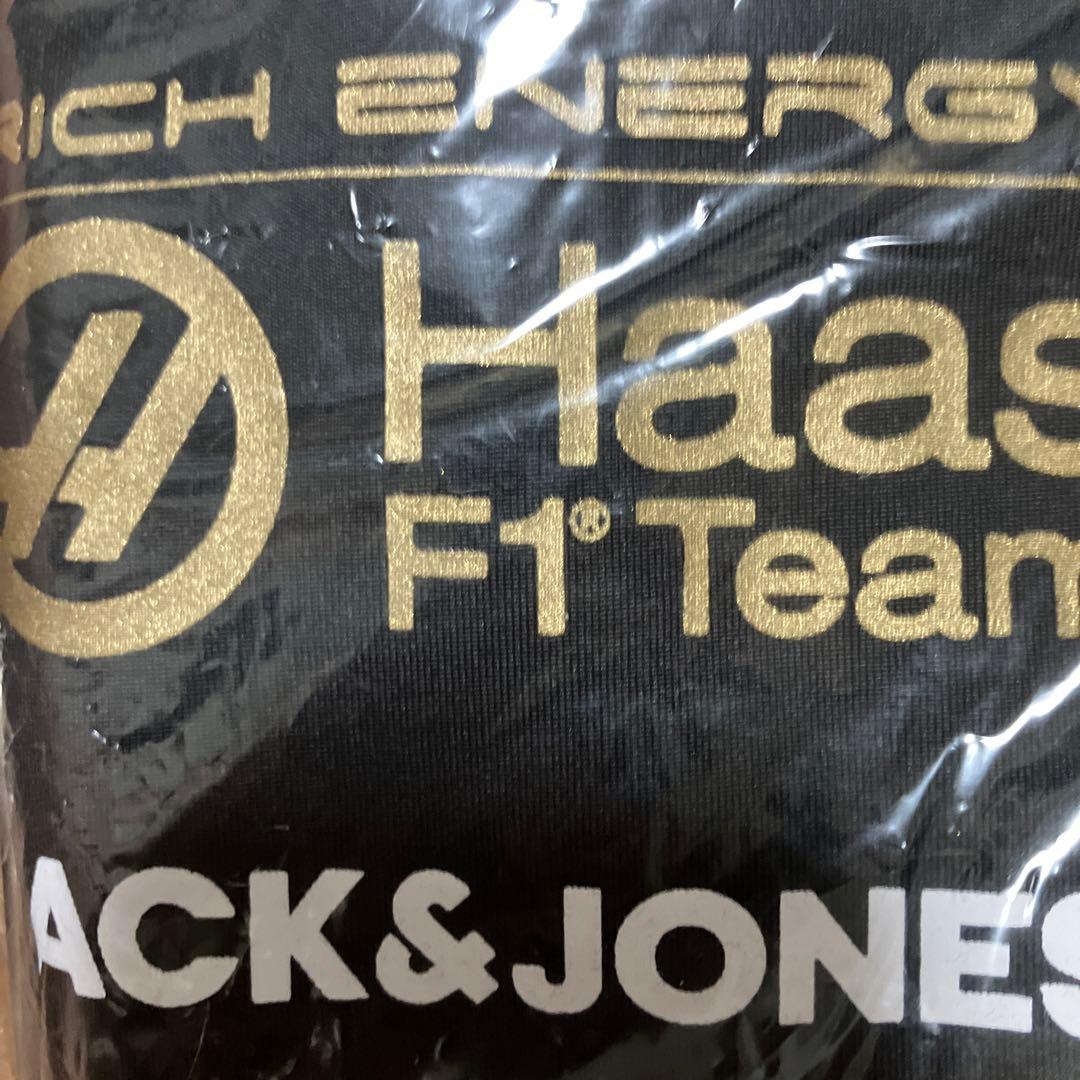 RICH ENERGY
H Haas
F1® Team
ACK&JONES